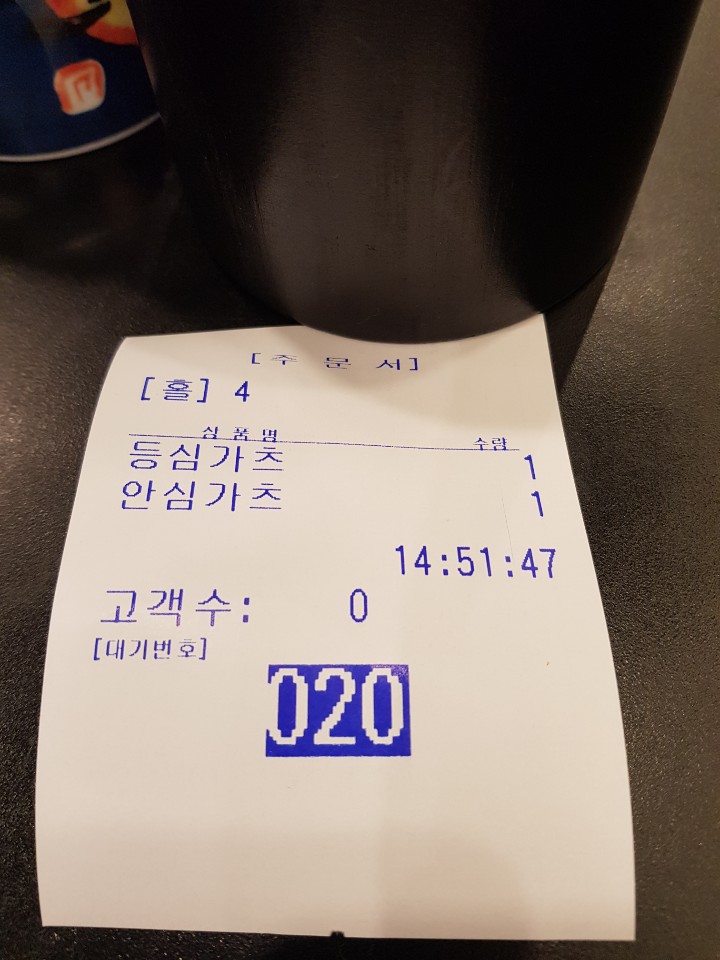 [주 문 서]
[홀] 4
상 품 명 수량
등심가츠 1
안심가츠 1
14:51:47
고객수: 0
[대기번호]
020